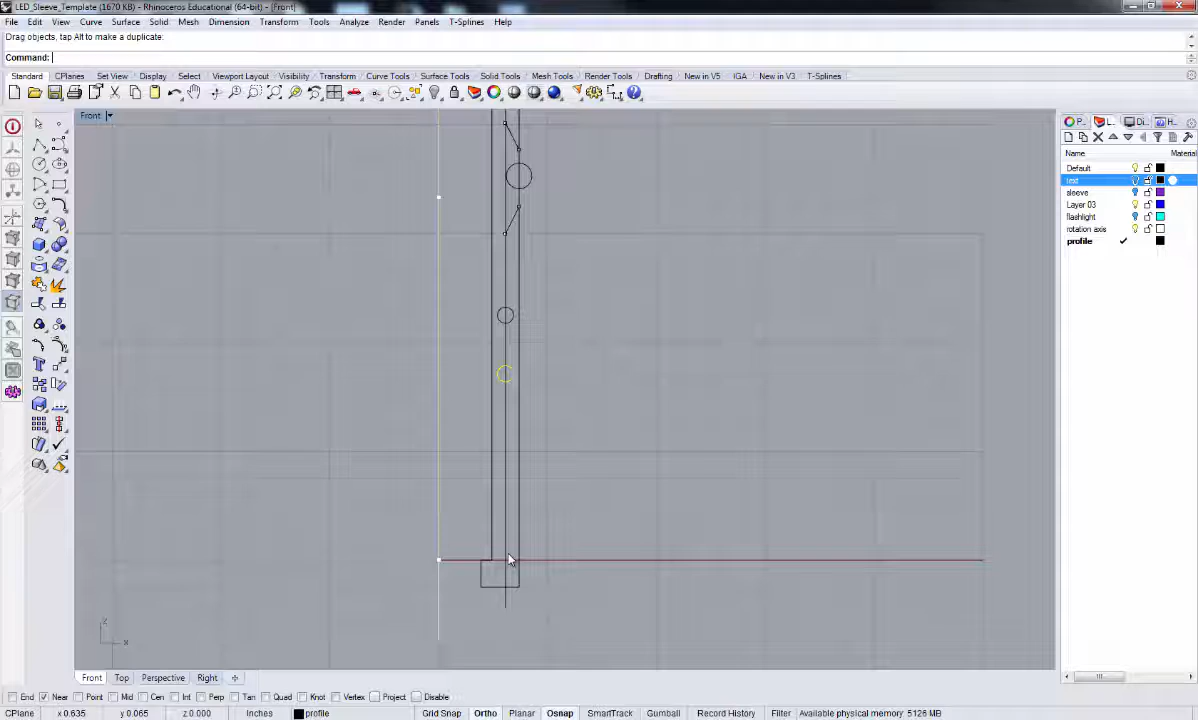 LED_Sleeve_Template (1670 KB) - Rhinoceros Educational (64-bit) - [Front]
File Edit View Curve Surface Solid Mesh Dimension Transform Tools Analyze Render Panels T-Splines Help
Drag objects, tap Alt to make a duplicate:
Command:
Standard CPlanes Set View Display Select Viewport Layout Visibility Transform Curve Tools Surface Tools Solid Tools Mesh Tools Render Tools Drafting New in V5 IGA New in V3 T-Splines
Front
P.. L.. Di.. H..
Name Material
Default
rext
sleeve
Layer 03
flashlight
rotation axis
profile
z
x
Front Top Perspective Right
End Near Point Mid Cen Int Perp Tan Quad Knot Vertex Project Disable
CPlane x 0.635 y 0.065 z 0.000 Inches profile Grid Snap Ortho Planar Osnap SmartTrack Gumball Record History Filter Available physical memory: 5126 MB